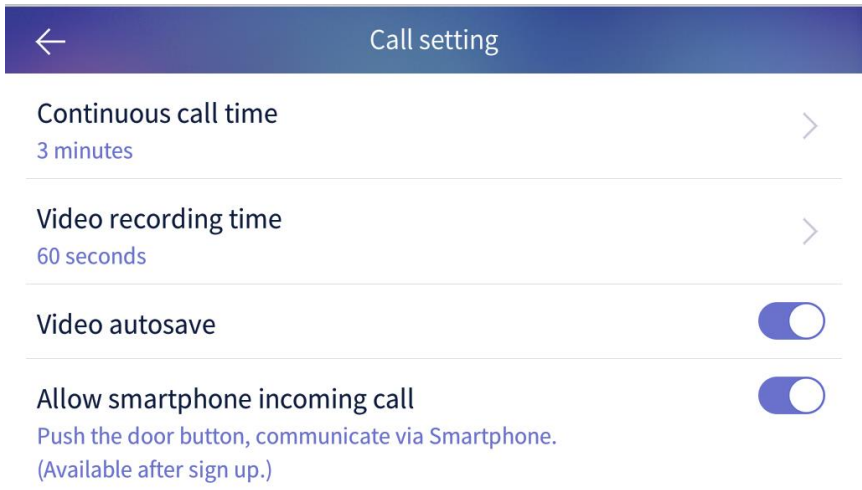 Call setting
Continuous call time
3 minutes
Video recording time
60 seconds
Video autosave
Allow smartphone incoming call
Push the door button, communicate via Smartphone.
(Available after sign up.)